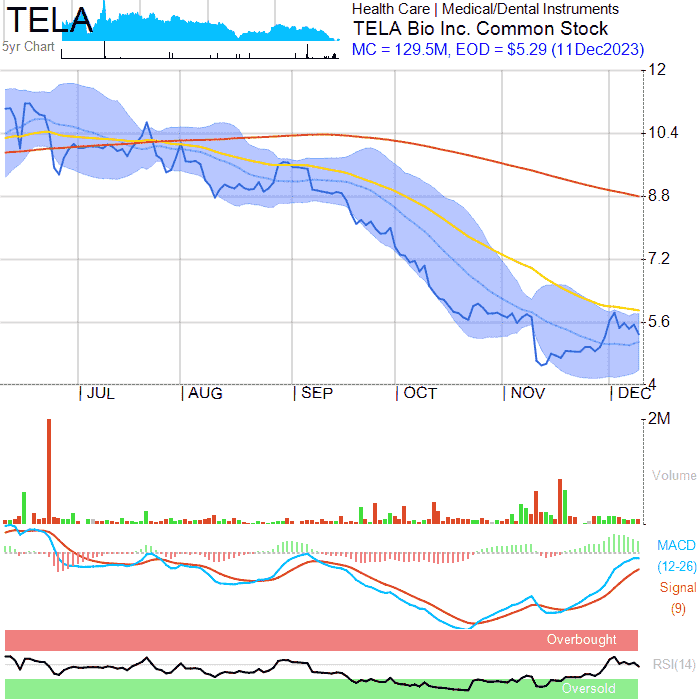 TELA
5yr Chart
Health Care | Medical/Dental Instruments
TELA Bio Inc. Common Stock
MC = 129.5M, EOD = $5.29 (11Dec2023)
12
10.4
8.8
7.2
5.6
4
JUL
AUG
SEP
OCT
NOV
DEC
2M
Volume
MACD
(12-26)
Signal
(9)
Overbought
RSI(14)
Oversold